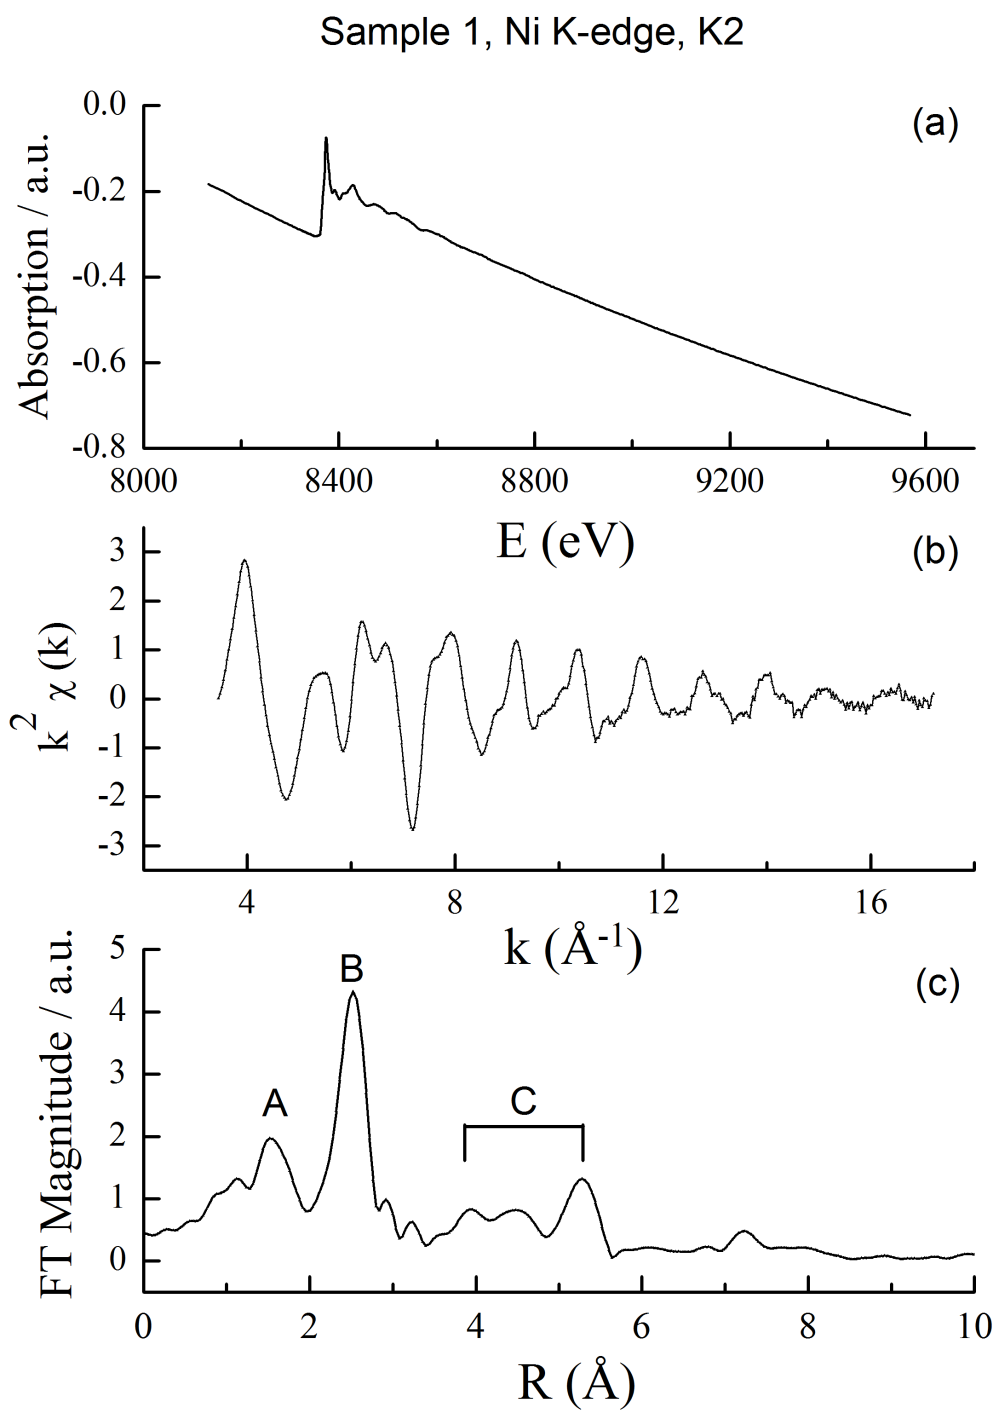 Sample 1, Ni K-edge, K2
(a)
Absorption / a.u.
0.0
-0.2
-0.4
-0.6
-0.8
8000 8400 8800 9200 9600
E (eV)
(b)
k² χ (k)
3
2
1
0
-1
-2
-3
4 8 12 16
k (Å⁻¹)
(c)
FT Magnitude / a.u.
5
4
3
2
1
0
A
B
C
0 2 4 6 8 10
R (Å)